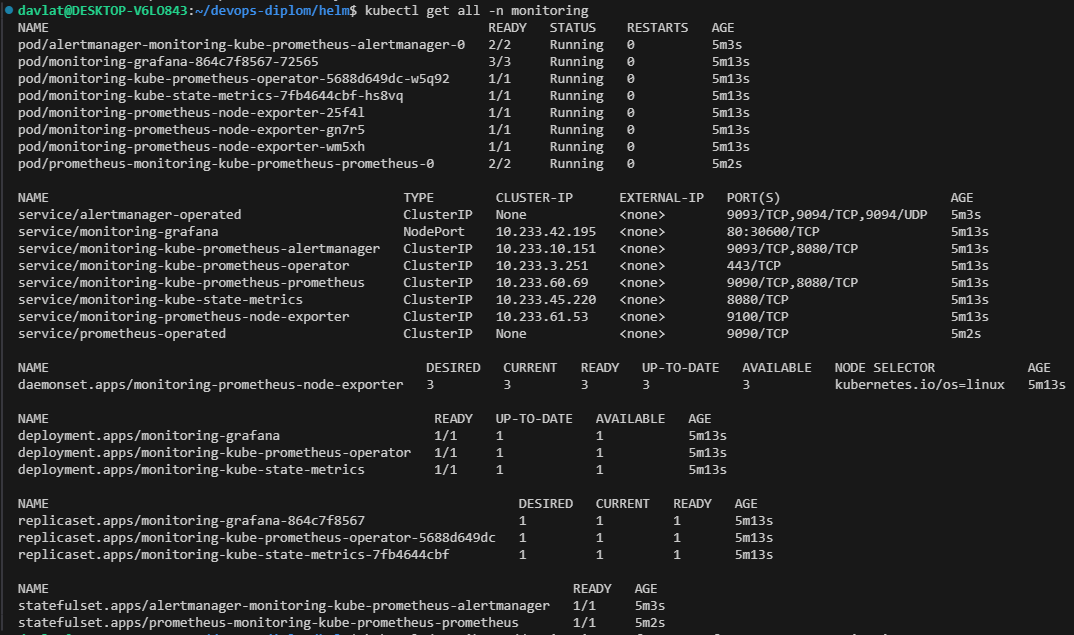 davlat@DESKTOP-V6LO843:~/devops-diplom/helm$ kubectl get all -n monitoring
NAME READY STATUS RESTARTS AGE
pod/alertmanager-monitoring-kube-prometheus-alertmanager-0 2/2 Running 0 5m3s
pod/monitoring-grafana-864c7f8567-72565 3/3 Running 0 5m13s
pod/monitoring-kube-prometheus-operator-5688d649dc-w5q92 1/1 Running 0 5m13s
pod/monitoring-kube-state-metrics-7fb4644cbf-hs8vq 1/1 Running 0 5m13s
pod/monitoring-prometheus-node-exporter-25f4l 1/1 Running 0 5m13s
pod/monitoring-prometheus-node-exporter-gn7r5 1/1 Running 0 5m13s
pod/monitoring-prometheus-node-exporter-wm5xh 1/1 Running 0 5m13s
pod/prometheus-monitoring-kube-prometheus-prometheus-0 2/2 Running 0 5m2s
NAME TYPE CLUSTER-IP EXTERNAL-IP PORT(S) AGE
service/alertmanager-operated ClusterIP None <none> 9093/TCP,9094/TCP,9094/UDP 5m3s
service/monitoring-grafana NodePort 10.233.42.195 <none> 80:30600/TCP 5m13s
service/monitoring-kube-prometheus-alertmanager ClusterIP 10.233.10.151 <none> 9093/TCP,8080/TCP 5m13s
service/monitoring-kube-prometheus-operator ClusterIP 10.233.3.251 <none> 443/TCP 5m13s
service/monitoring-kube-prometheus-prometheus ClusterIP 10.233.60.69 <none> 9090/TCP,8080/TCP 5m13s
service/monitoring-kube-state-metrics ClusterIP 10.233.45.220 <none> 8080/TCP 5m13s
service/monitoring-prometheus-node-exporter ClusterIP 10.233.61.53 <none> 9100/TCP 5m13s
service/prometheus-operated ClusterIP None <none> 9090/TCP 5m2s
NAME DESIRED CURRENT READY UP-TO-DATE AVAILABLE NODE SELECTOR AGE
daemonset.apps/monitoring-prometheus-node-exporter 3 3 3 3 3 kubernetes.io/os=linux 5m13s
NAME READY UP-TO-DATE AVAILABLE AGE
deployment.apps/monitoring-grafana 1/1 1 1 5m13s
deployment.apps/monitoring-kube-prometheus-operator 1/1 1 1 5m13s
deployment.apps/monitoring-kube-state-metrics 1/1 1 1 5m13s
NAME DESIRED CURRENT READY AGE
replicaset.apps/monitoring-grafana-864c7f8567 1 1 1 5m13s
replicaset.apps/monitoring-kube-prometheus-operator-5688d649dc 1 1 1 5m13s
replicaset.apps/monitoring-kube-state-metrics-7fb4644cbf 1 1 1 5m13s
NAME READY AGE
statefulset.apps/alertmanager-monitoring-kube-prometheus-alertmanager 1/1 5m3s
statefulset.apps/prometheus-monitoring-kube-prometheus-prometheus 1/1 5m2s